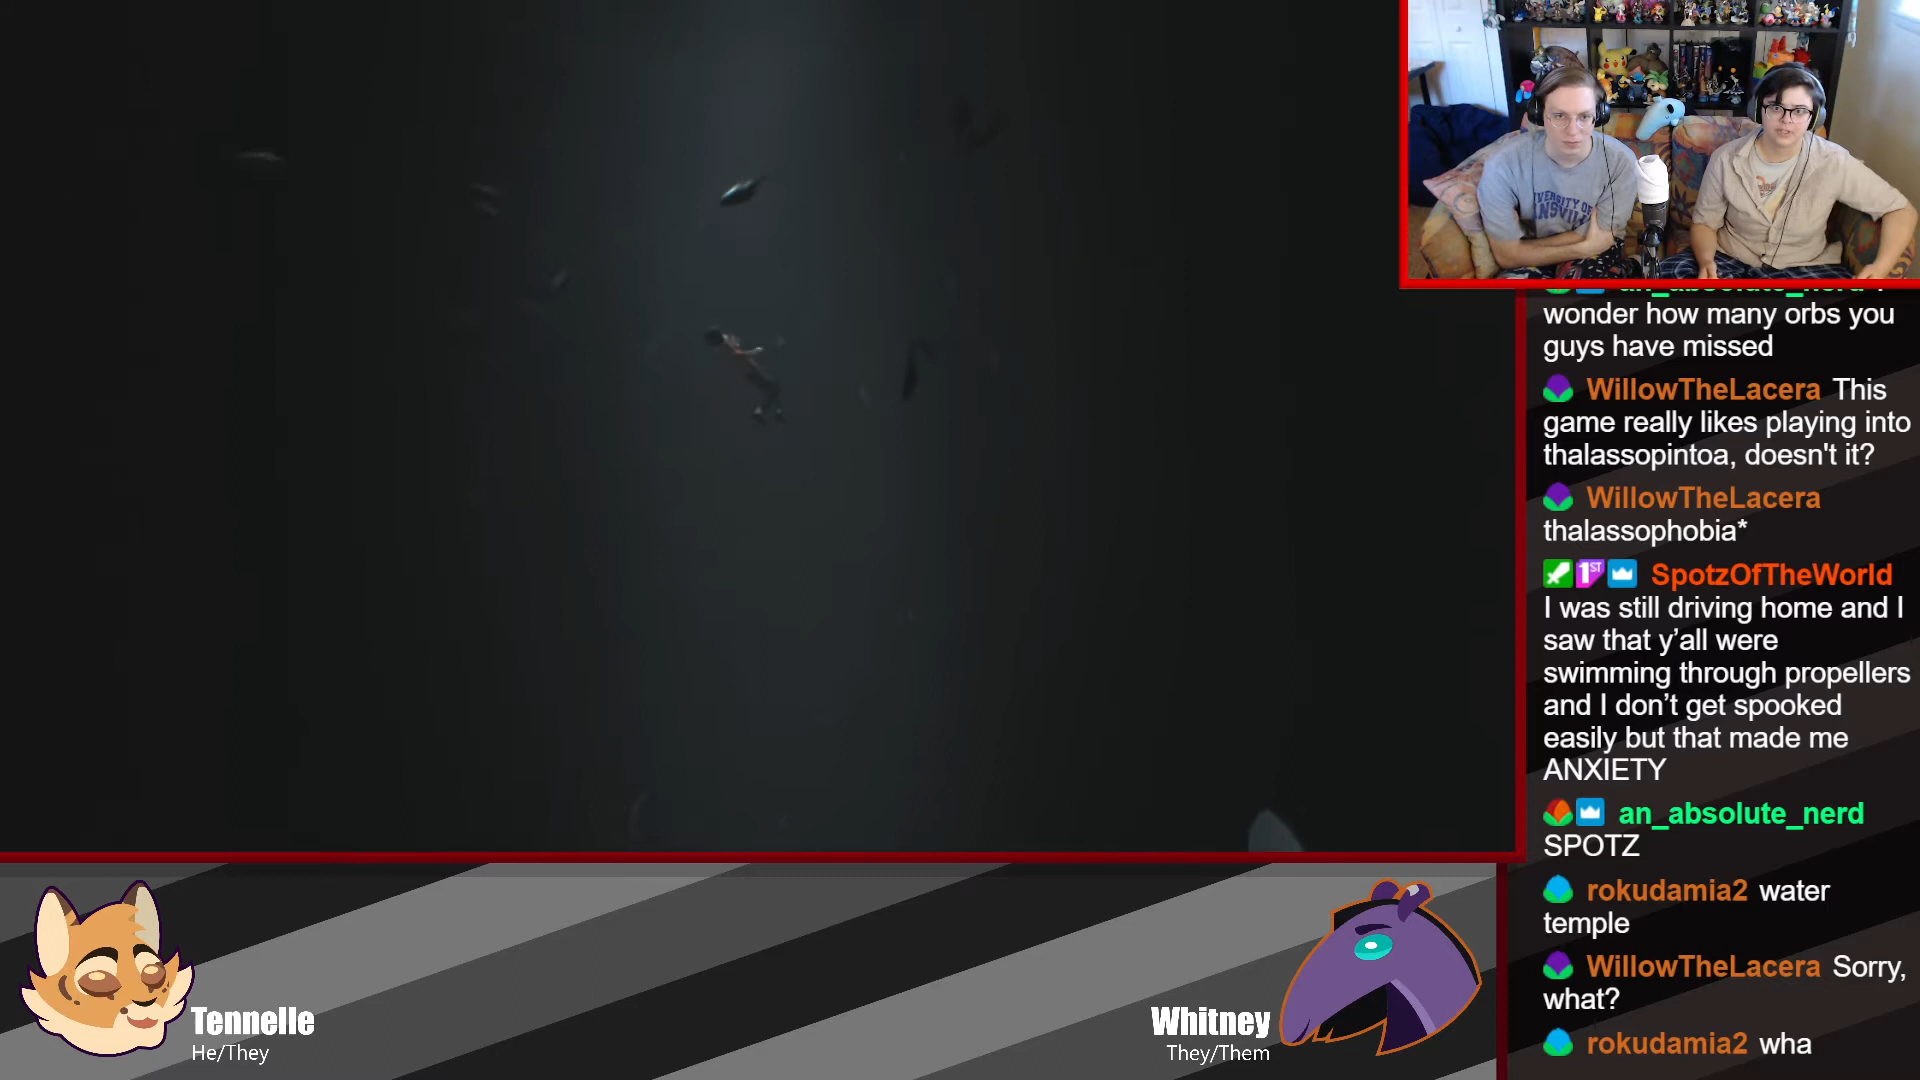 UNIVERSITY OF
wonder how many orbs you
guys have missed
WillowTheLacera This
game really likes playing into
thalassopintoa, doesn't it?
WillowTheLacera
thalassophobia*
1ST SpotzOfTheWorld
I was still driving home and I
saw that y’all were
swimming through propellers
and I don’t get spooked
easily but that made me
ANXIETY
an_absolute_nerd
SPOTZ
rokudamia2 water
temple
WillowTheLacera Sorry,
what?
rokudamia2 wha
Tennelle
He/They
Whitney
They/Them